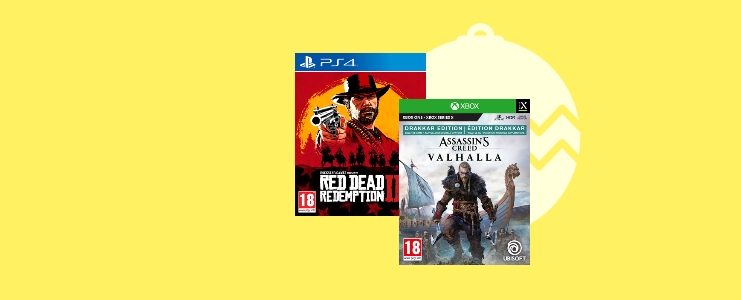 PS4
ROCKSTAR GAMES PRESENTS
RED DEAD
REDEMPTION II
18
XBOX
X
XBOX ONE • XBOX SERIES X
HDR
DRAKKAR EDITION | ÉDITION DRAKKAR
ASSASSIN'S
CREED
VALHALLA
18
UBISOFT